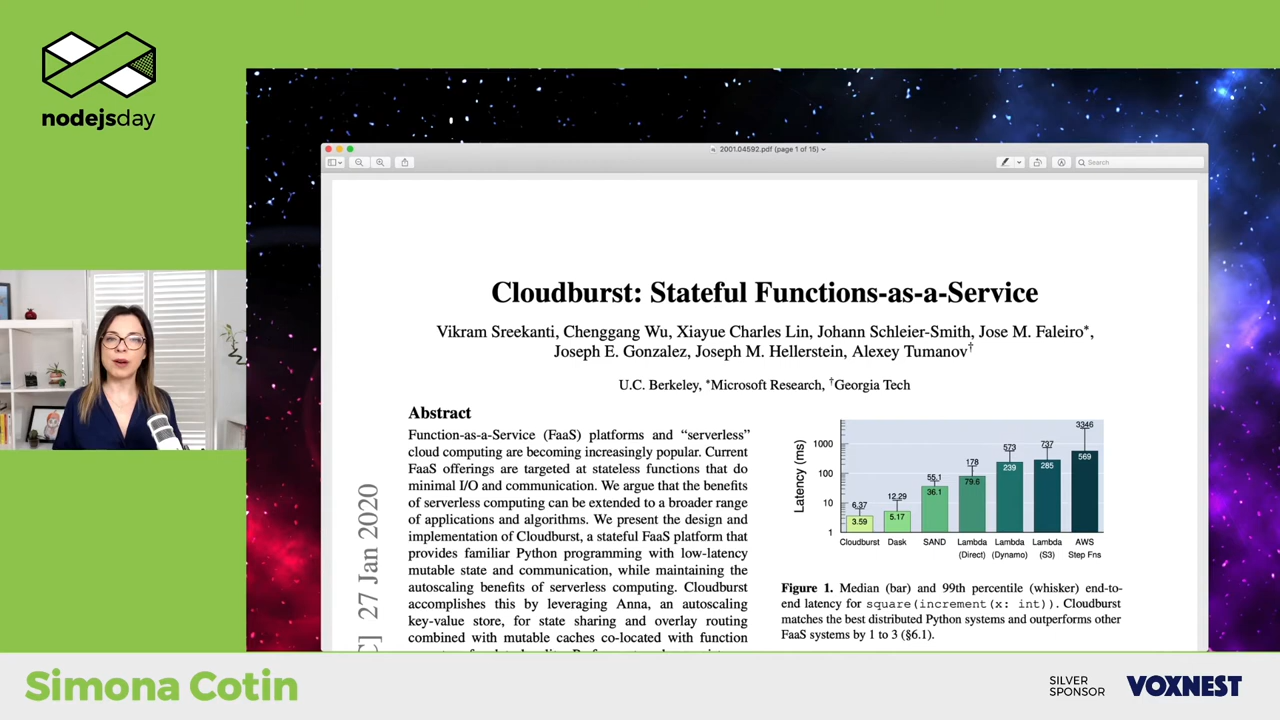 nodejsday
2001.04592.pdf (page 1 of 15)
Search
Cloudburst: Stateful Functions-as-a-Service
Vikram Sreekanti, Chenggang Wu, Xiayue Charles Lin, Johann Schleier-Smith, Jose M. Faleiro*,
Joseph E. Gonzalez, Joseph M. Hellerstein, Alexey Tumanov†
U.C. Berkeley, *Microsoft Research, †Georgia Tech
Abstract
Function-as-a-Service (FaaS) platforms and “serverless”
cloud computing are becoming increasingly popular. Current
FaaS offerings are targeted at stateless functions that do
minimal I/O and communication. We argue that the benefits
of serverless computing can be extended to a broader range
of applications and algorithms. We present the design and
implementation of Cloudburst, a stateful FaaS platform that
provides familiar Python programming with low-latency
mutable state and communication, while maintaining the
autoscaling benefits of serverless computing. Cloudburst
accomplishes this by leveraging Anna, an autoscaling
key-value store, for state sharing and overlay routing
combined with mutable caches co-located with function
27 Jan 2020
Latency (ms)
1000
100
10
1
6.37
3.59
12.29
5.17
55.1
36.1
178
79.6
573
239
737
285
3346
569
Cloudburst
Dask
SAND
Lambda
(Direct)
Lambda
(Dynamo)
Lambda
(S3)
AWS
Step Fns
Figure 1. Median (bar) and 99th percentile (whisker) end-to-
end latency for square(increment(x: int)). Cloudburst
matches the best distributed Python systems and outperforms other
FaaS systems by 1 to 3 (§6.1).
Simona Cotin
SILVER
SPONSOR
VOXNEST